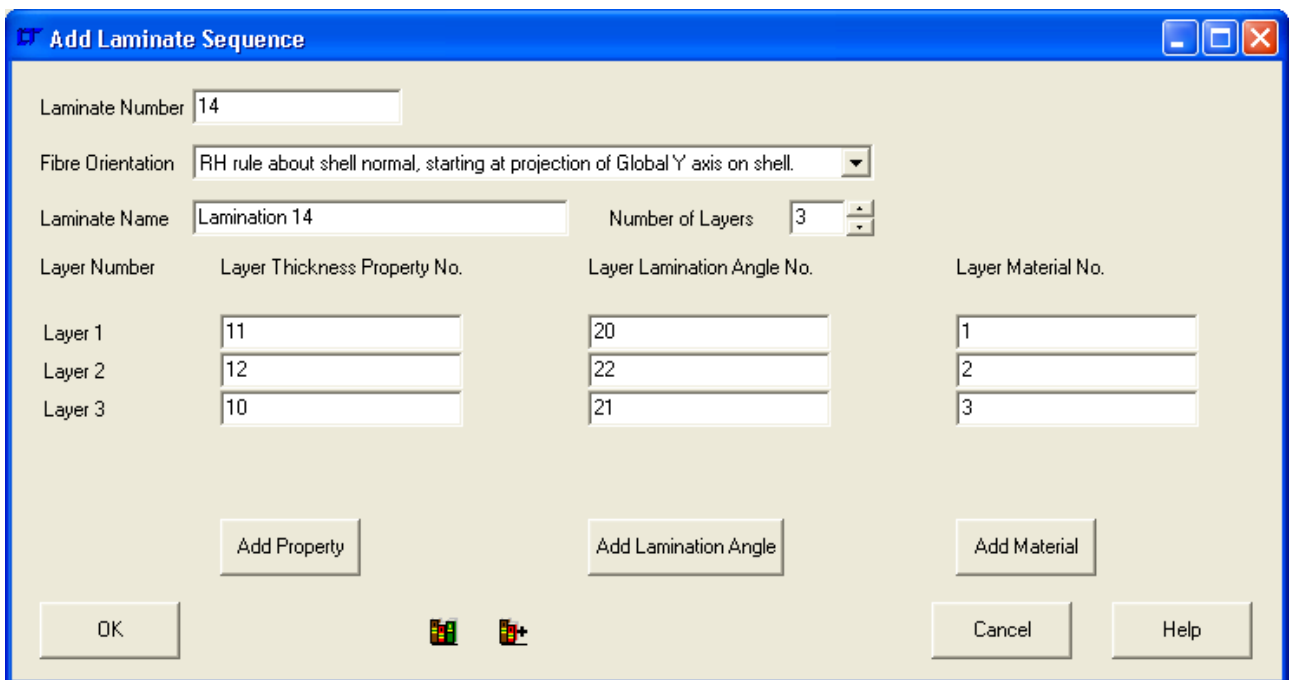 Add Laminate Sequence
Laminate Number 14
Fibre Orientation RH rule about shell normal, starting at projection of Global Y axis on shell.
Laminate Name Lamination 14 Number of Layers 3
Layer Number Layer Thickness Property No. Layer Lamination Angle No. Layer Material No.
Layer 1 11 20 1
Layer 2 12 22 2
Layer 3 10 21 3
Add Property Add Lamination Angle Add Material
OK Cancel Help